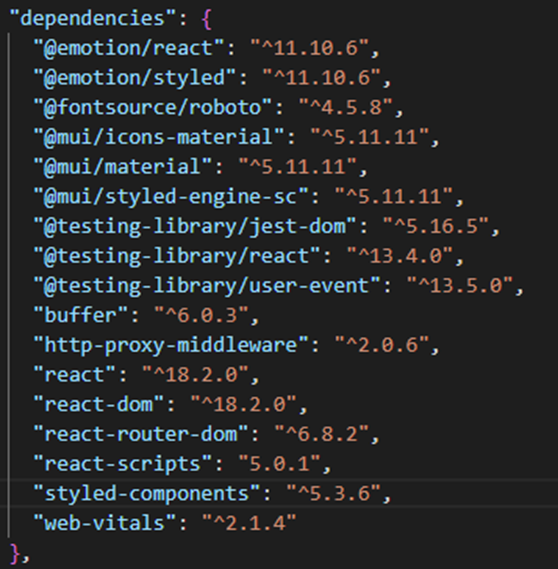 "dependencies": {
"@emotion/react": "^11.10.6",
"@emotion/styled": "^11.10.6",
"@fontsource/roboto": "^4.5.8",
"@mui/icons-material": "^5.11.11",
"@mui/material": "^5.11.11",
"@mui/styled-engine-sc": "^5.11.11",
"@testing-library/jest-dom": "^5.16.5",
"@testing-library/react": "^13.4.0",
"@testing-library/user-event": "^13.5.0",
"buffer": "^6.0.3",
"http-proxy-middleware": "^2.0.6",
"react": "^18.2.0",
"react-dom": "^18.2.0",
"react-router-dom": "^6.8.2",
"react-scripts": "5.0.1",
"styled-components": "^5.3.6",
"web-vitals": "^2.1.4"
},